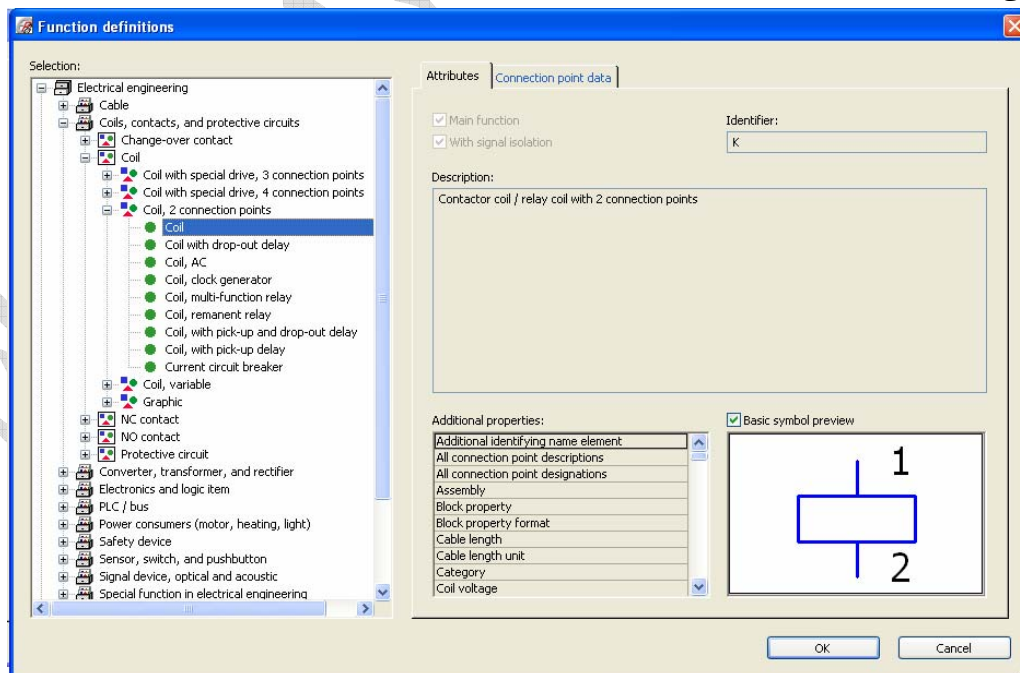 Function definitions
Selection:
Electrical engineering
Cable
Coils, contacts, and protective circuits
Change-over contact
Coil
Coil with special drive, 3 connection points
Coil with special drive, 4 connection points
Coil, 2 connection points
Coil
Coil with drop-out delay
Coil, AC
Coil, clock generator
Coil, multi-function relay
Coil, remanent relay
Coil, with pick-up and drop-out delay
Coil, with pick-up delay
Current circuit breaker
Coil, variable
Graphic
NC contact
NO contact
Protective circuit
Converter, transformer, and rectifier
Electronics and logic item
PLC / bus
Power consumers (motor, heating, light)
Safety device
Sensor, switch, and pushbutton
Signal device, optical and acoustic
Special function in electrical engineering
Attributes
Connection point data
Main function
With signal isolation
Identifier:
K
Description:
Contactor coil / relay coil with 2 connection points
Additional properties:
Additional identifying name element
All connection point descriptions
All connection point designations
Assembly
Block property
Block property format
Cable length
Cable length unit
Category
Coil voltage
Basic symbol preview
1
2
OK
Cancel